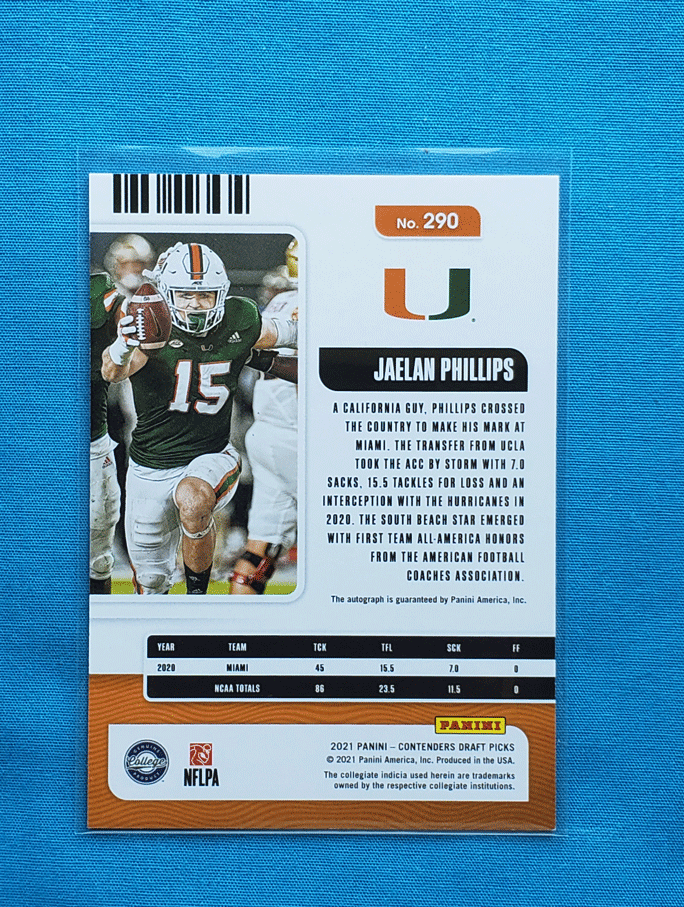 No. 290
U
15
JAELAN PHILLIPS
A CALIFORNIA GUY, PHILLIPS CROSSED
THE COUNTRY TO MAKE HIS MARK AT
MIAMI. THE TRANSFER FROM UCLA
TOOK THE ACC BY STORM WITH 7.0
SACKS, 15.5 TACKLES FOR LOSS AND AN
INTERCEPTION WITH THE HURRICANES IN
2020. THE SOUTH BEACH STAR EMERGED
WITH FIRST TEAM ALL-AMERICA HONORS
FROM THE AMERICAN FOOTBALL
COACHES ASSOCIATION.
The autograph is guaranteed by Panini America, Inc.
YEAR TEAM TCK TFL SCK FF
2020 MIAMI 45 15.5 7.0 0
NCAA TOTALS 86 23.5 11.5 0
PANINI
GENUINE
College
PRODUCT
NFLPA
2021 PANINI – CONTENDERS DRAFT PICKS
© 2021 Panini America, Inc. Produced in the USA.
The collegiate indicia used herein are trademarks
owned by the respective collegiate institutions.